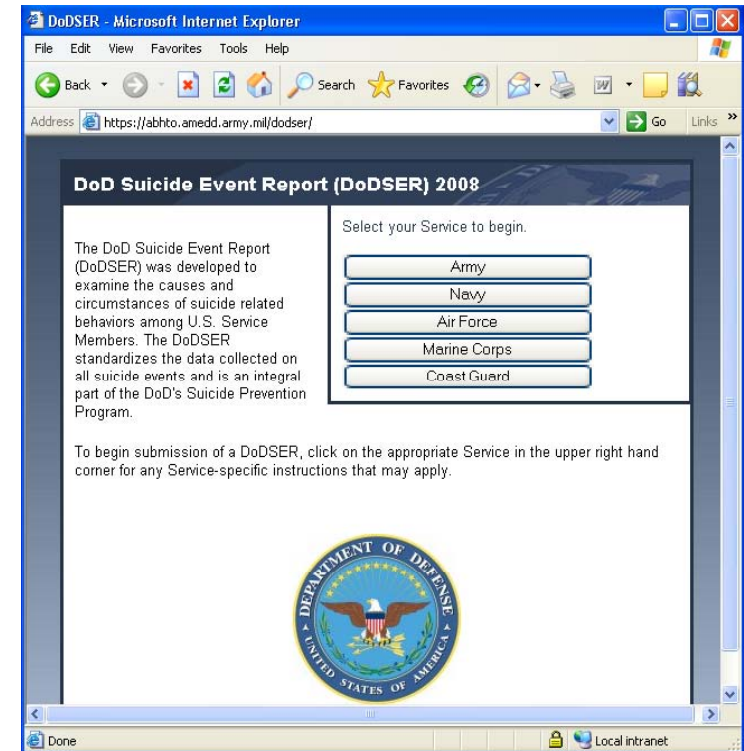 DoDSER - Microsoft Internet Explorer
File Edit View Favorites Tools Help
Back Search Favorites
Address https://abhto.amedd.army.mil/dodser/ Go Links »
DoD Suicide Event Report (DoDSER) 2008
Select your Service to begin.
Army
Navy
Air Force
Marine Corps
Coast Guard
The DoD Suicide Event Report
(DoDSER) was developed to
examine the causes and
circumstances of suicide related
behaviors among U.S. Service
Members. The DoDSER
standardizes the data collected on
all suicide events and is an integral
part of the DoD's Suicide Prevention
Program.
To begin submission of a DoDSER, click on the appropriate Service in the upper right hand
corner for any Service-specific instructions that may apply.
DEPARTMENT OF DEFENSE
UNITED STATES OF AMERICA
Done Local intranet